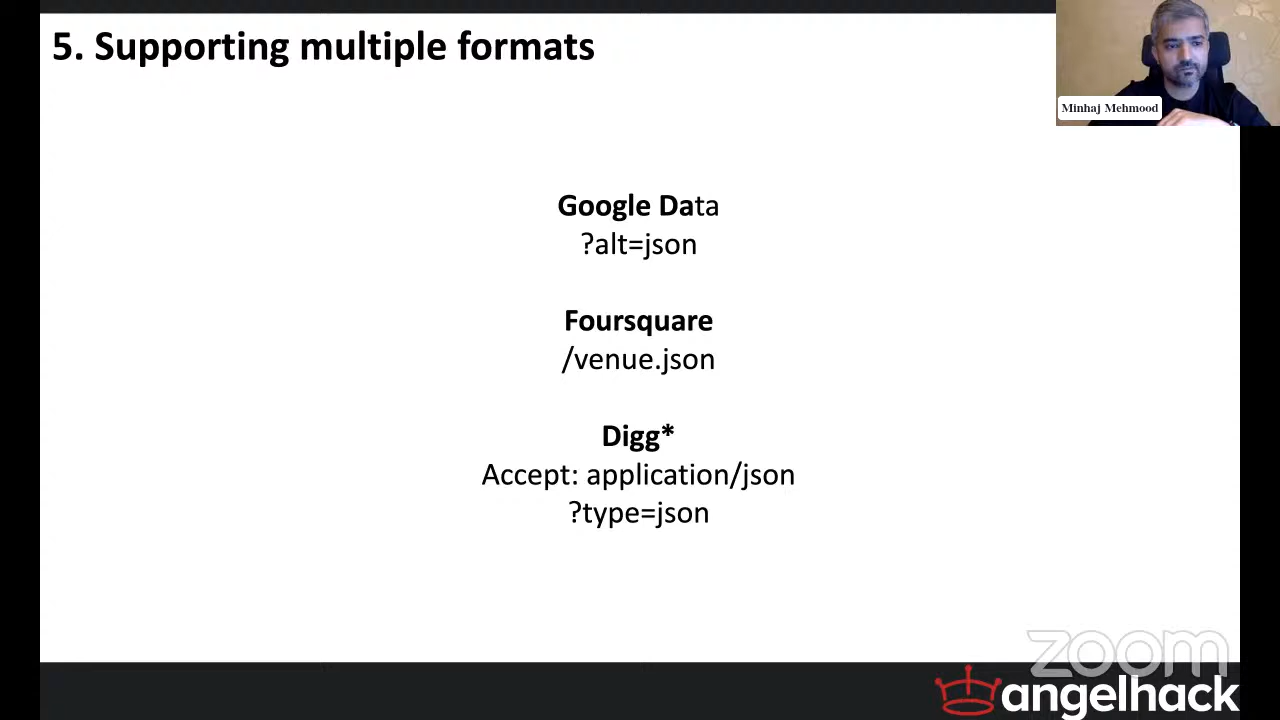 5. Supporting multiple formats
Minhaj Mehmood
Google Data
?alt=json
Foursquare
/venue.json
Digg*
Accept: application/json
?type=json
zoom
angelhack